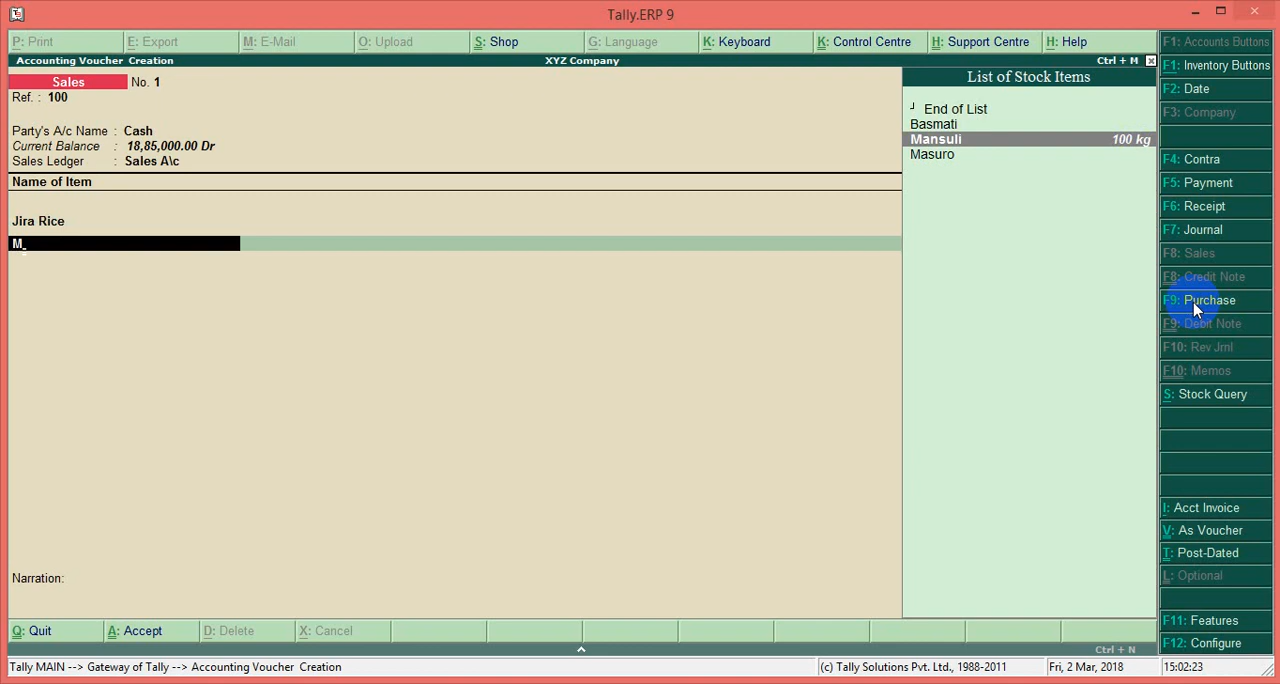 Tally.ERP 9
P: Print E: Export M: E-Mail O: Upload S: Shop G: Language K: Keyboard K: Control Centre H: Support Centre H: Help
Accounting Voucher Creation XYZ Company Ctrl + M
Sales No. 1
Ref. : 100
Party's A/c Name : Cash
Current Balance : 18,85,000.00 Dr
Sales Ledger : Sales A\c
Name of Item
Jira Rice
M
Narration:
List of Stock Items
End of List
Basmati
Mansuli 100 kg
Masuro
F1: Accounts Buttons
F1: Inventory Buttons
F2: Date
F3: Company
F4: Contra
F5: Payment
F6: Receipt
F7: Journal
F8: Sales
F8: Credit Note
F9: Purchase
F9: Debit Note
F10: Rev Jrnl
F10: Memos
S: Stock Query
I: Acct Invoice
V: As Voucher
T: Post-Dated
L: Optional
F11: Features
F12: Configure
Q: Quit A: Accept D: Delete X: Cancel
Ctrl + N
Tally MAIN --> Gateway of Tally --> Accounting Voucher Creation (c) Tally Solutions Pvt. Ltd., 1988-2011 Fri, 2 Mar, 2018 15:02:23